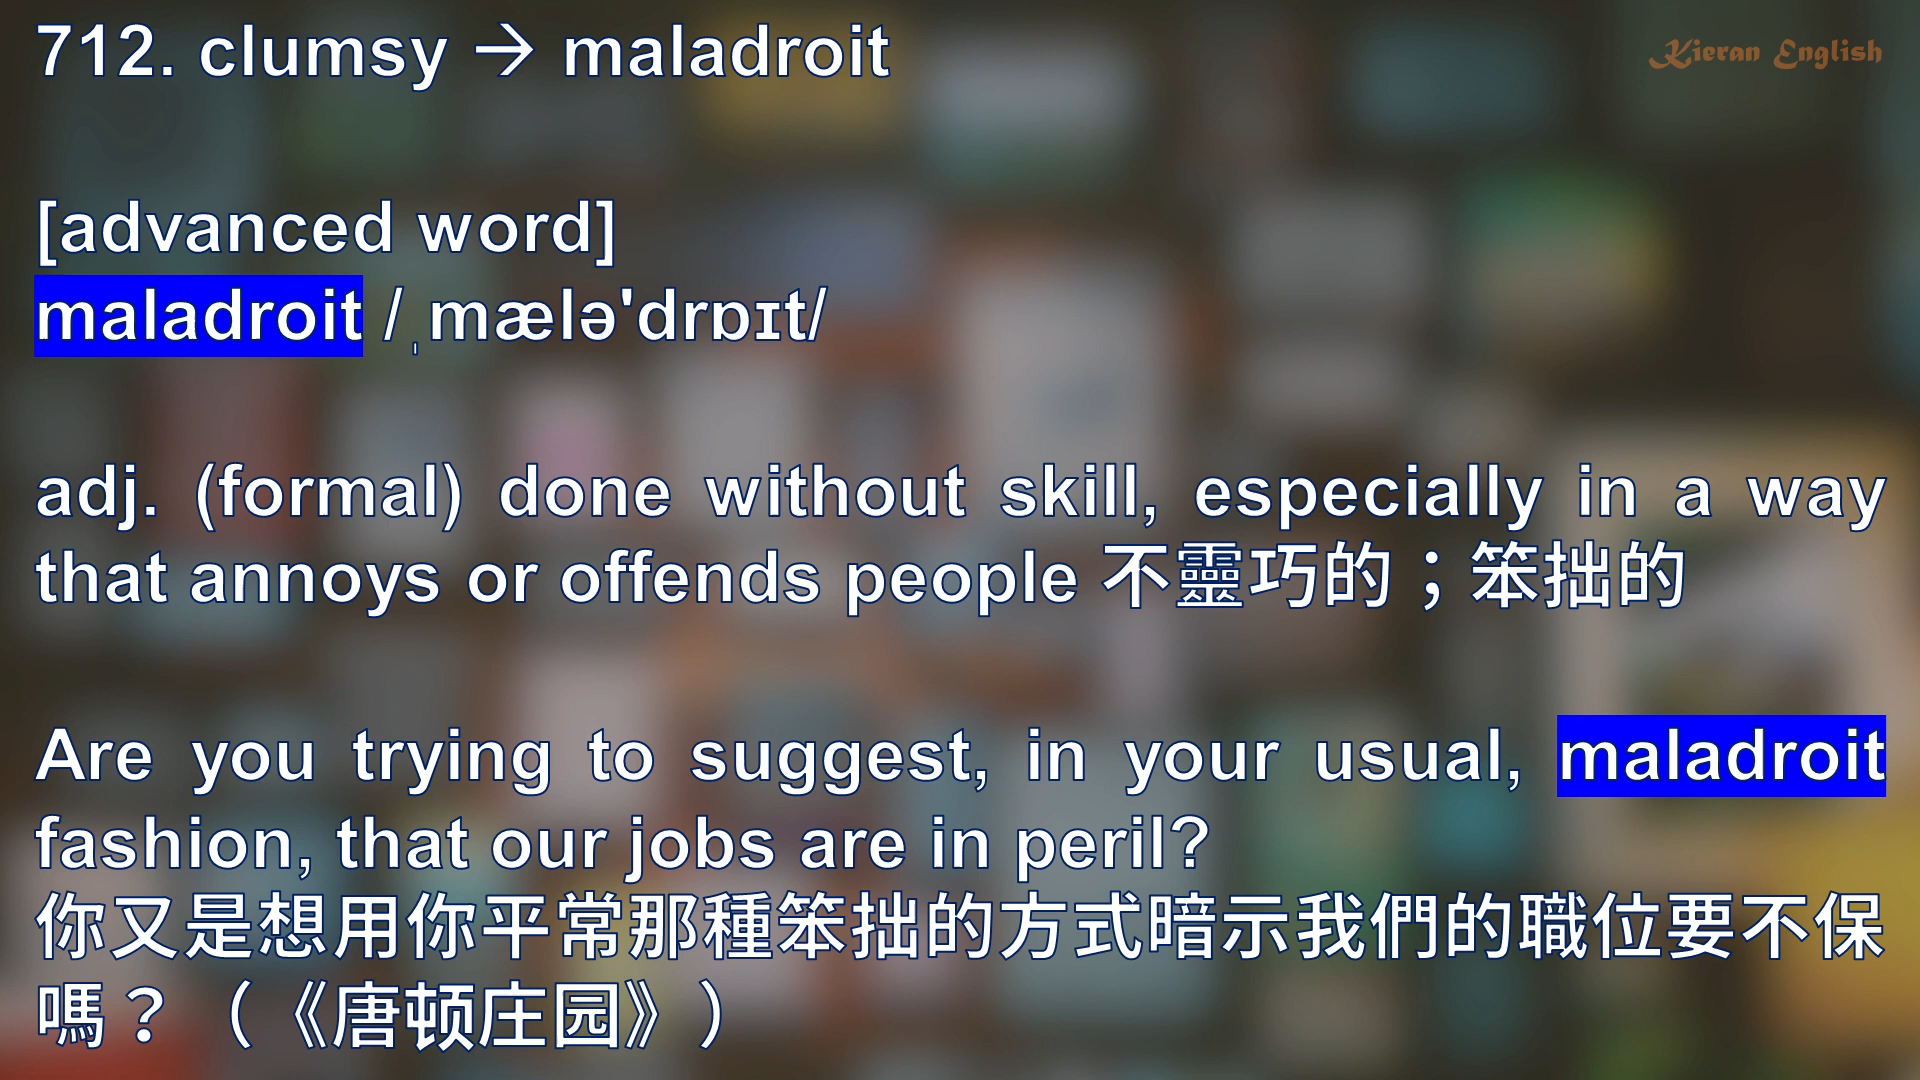 712. clumsy → maladroit
Kieran English
[advanced word]
maladroit /ˌmælə'drɒɪt/
adj. (formal) done without skill, especially in a way
that annoys or offends people 不靈巧的；笨拙的
Are you trying to suggest, in your usual, maladroit
fashion, that our jobs are in peril?
你又是想用你平常那種笨拙的方式暗示我們的職位要不保
嗎？（《唐顿庄园》）